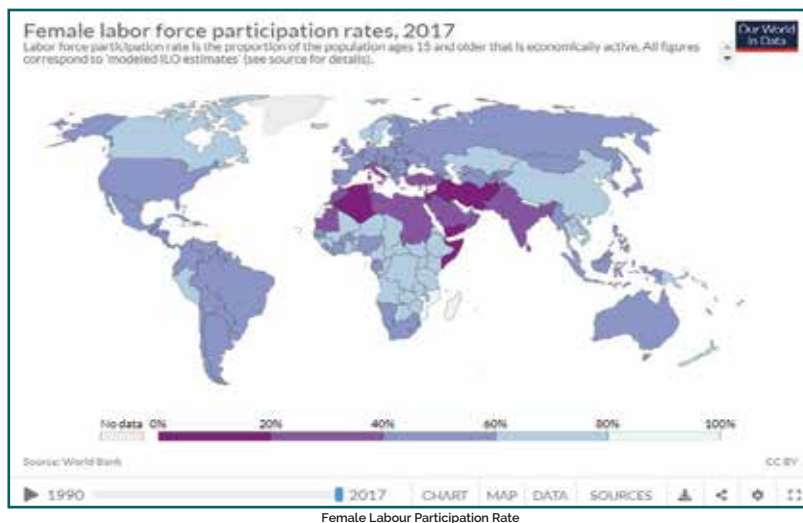 Female labor force participation rates, 2017
Labor force participation rate is the proportion of the population ages 15 and older that is economically active. All figures
correspond to 'modeled ILO estimates' (see source for details).
Our World
in Data
No data 0% 20% 40% 60% 80% 100%
Source: World Bank CC BY
1990 2017 CHART MAP DATA SOURCES
Female Labour Participation Rate